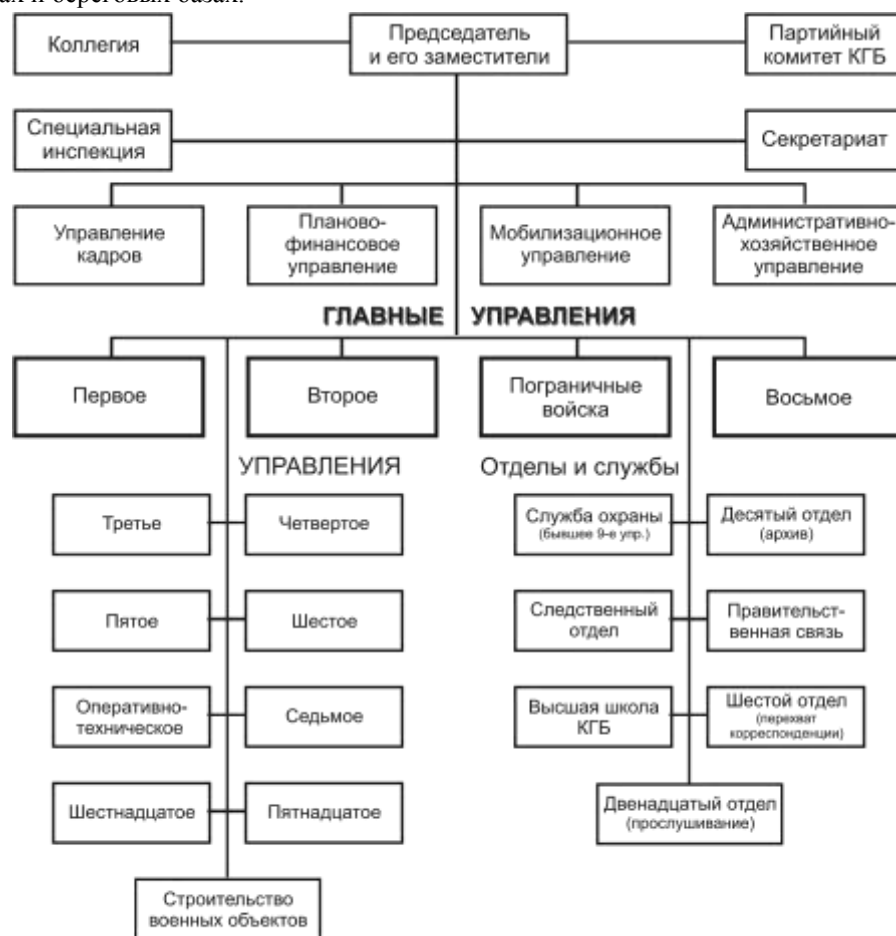 ах и береговых базах.
Коллегия
Председатель
и его заместители
Партийный
комитет КГБ
Специальная
инспекция
Секретариат
Управление
кадров
Планово-
финансовое
управление
Мобилизационное
управление
Административно-
хозяйственное
управление
ГЛАВНЫЕ УПРАВЛЕНИЯ
Первое
Второе
Пограничные
войска
Восьмое
УПРАВЛЕНИЯ
Отделы и службы
Третье
Четвертое
Служба охраны
(бывшее 9-е упр.)
Десятый отдел
(архив)
Пятое
Шестое
Следственный
отдел
Правительст-
венная связь
Оперативно-
техническое
Седьмое
Высшая школа
КГБ
Шестой отдел
(перехват
корреспонденции)
Шестнадцатое
Пятнадцатое
Двенадцатый отдел
(прослушивание)
Строительство
военных объектов